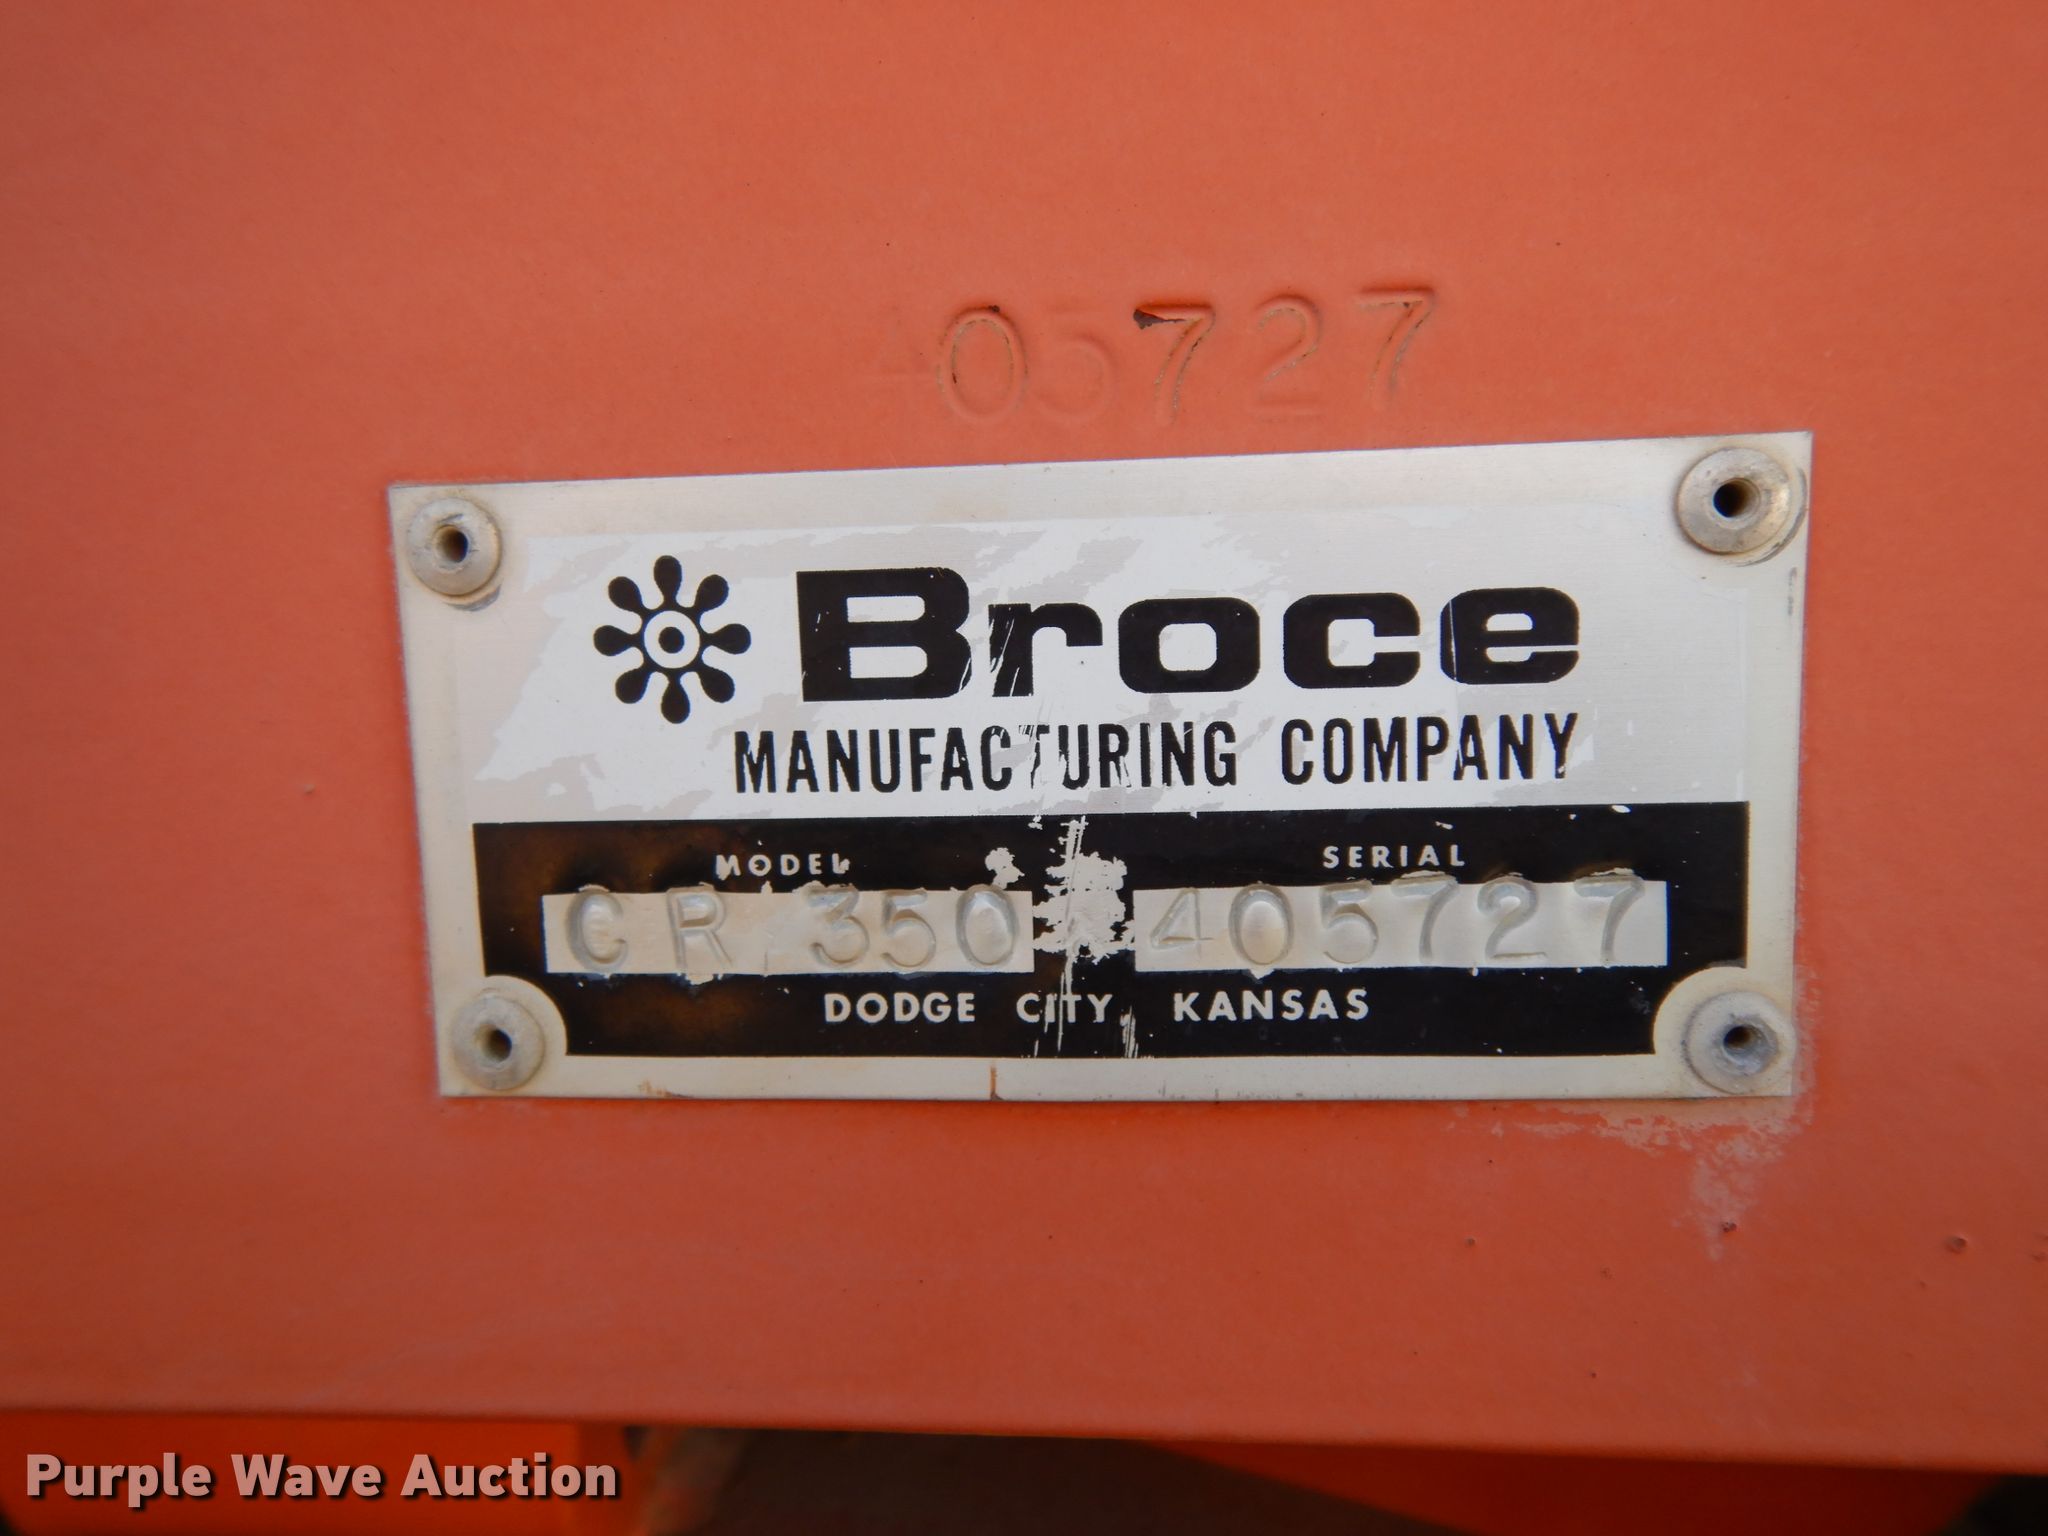 405727
Broce
MANUFACTURING COMPANY
MODEL SERIAL
CR 350 405727
DODGE CITY, KANSAS
Purple Wave Auction